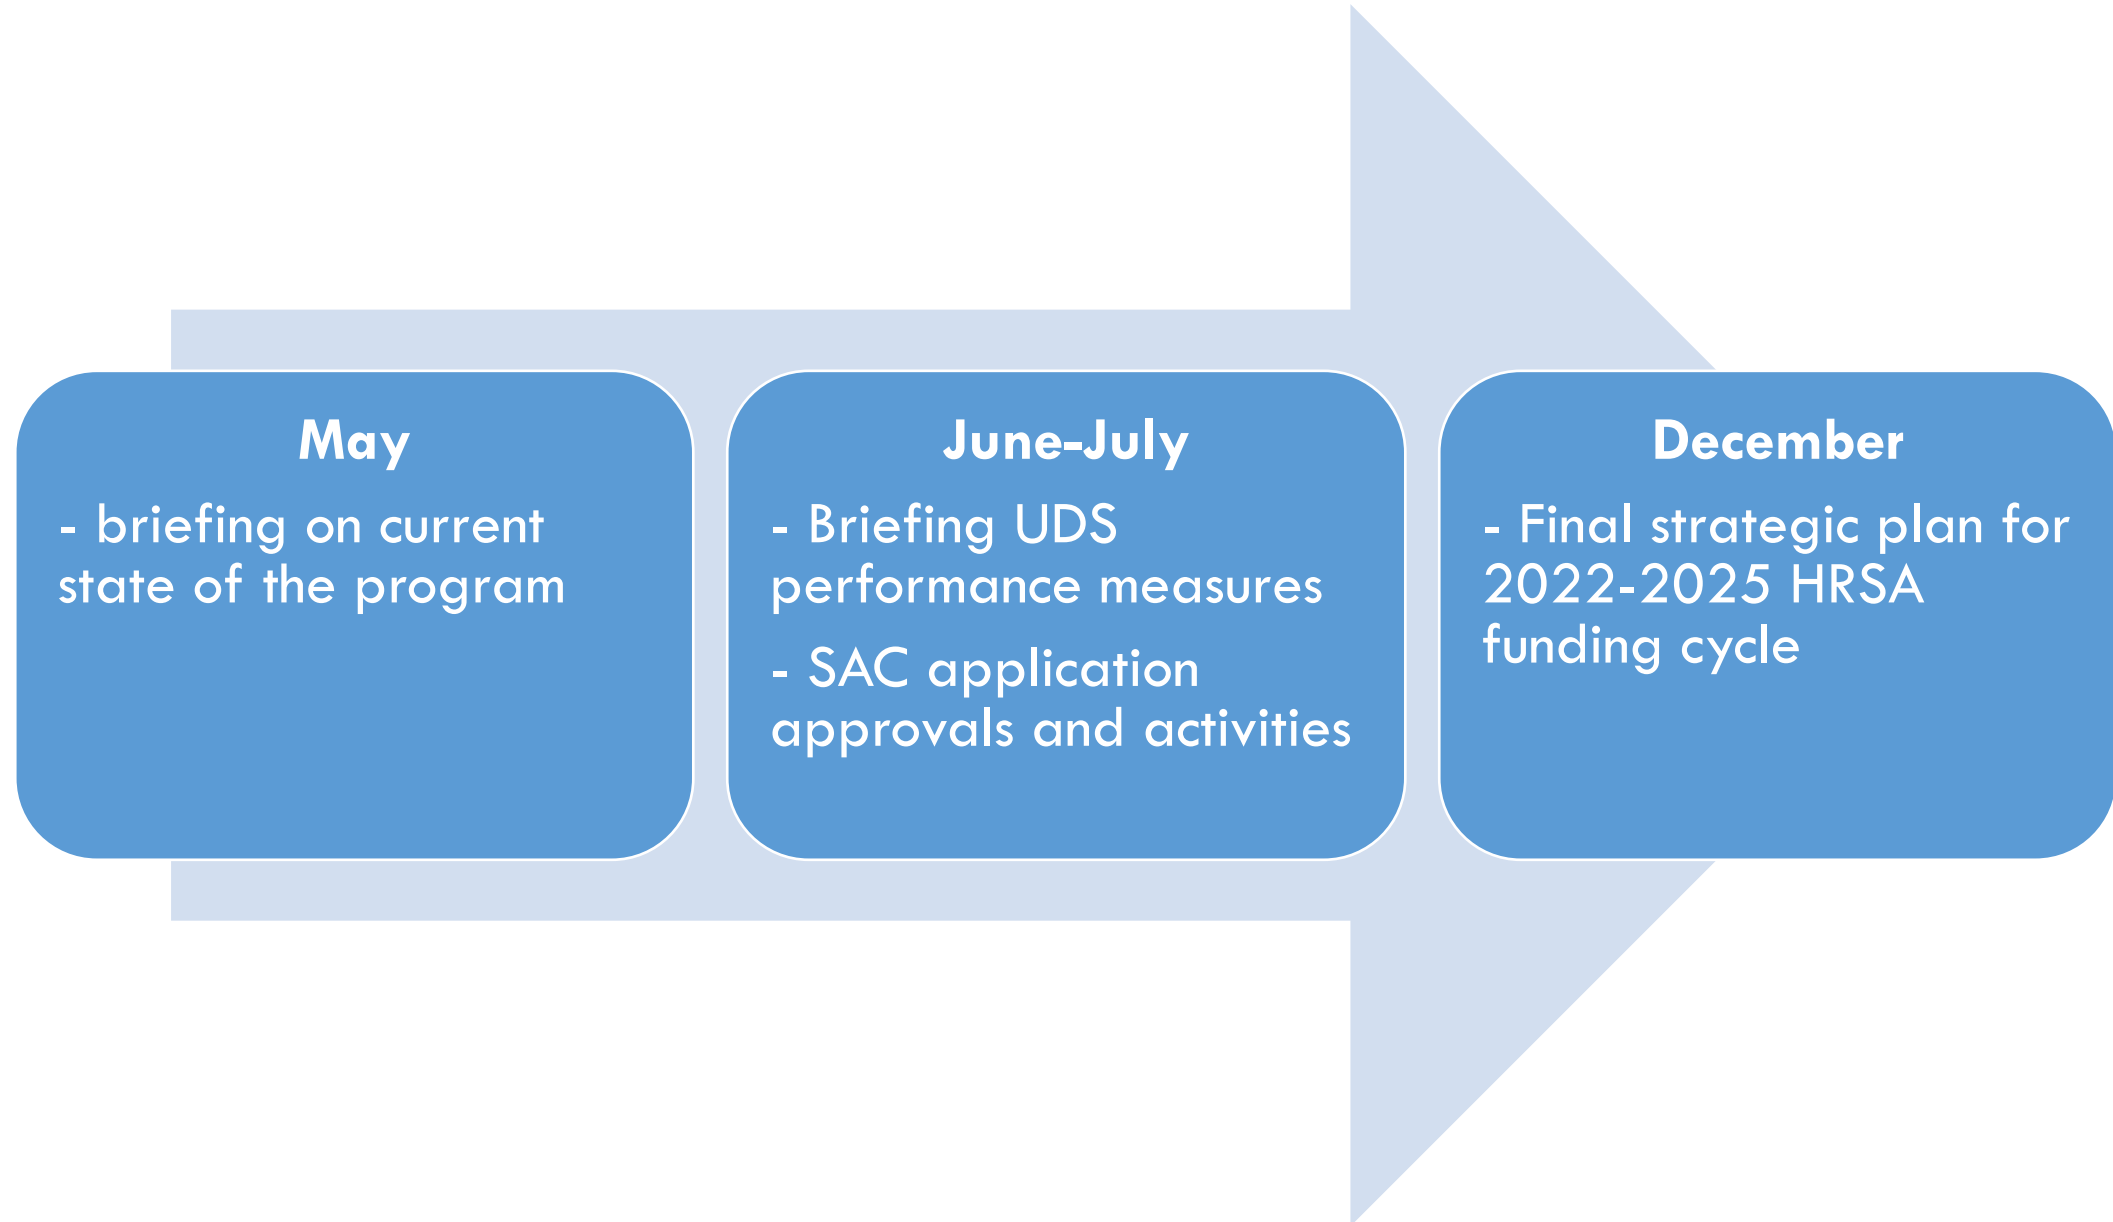 May
- briefing on current
state of the program
June-July
- Briefing UDS
performance measures
- SAC application
approvals and activities
December
- Final strategic plan for
2022-2025 HRSA
funding cycle